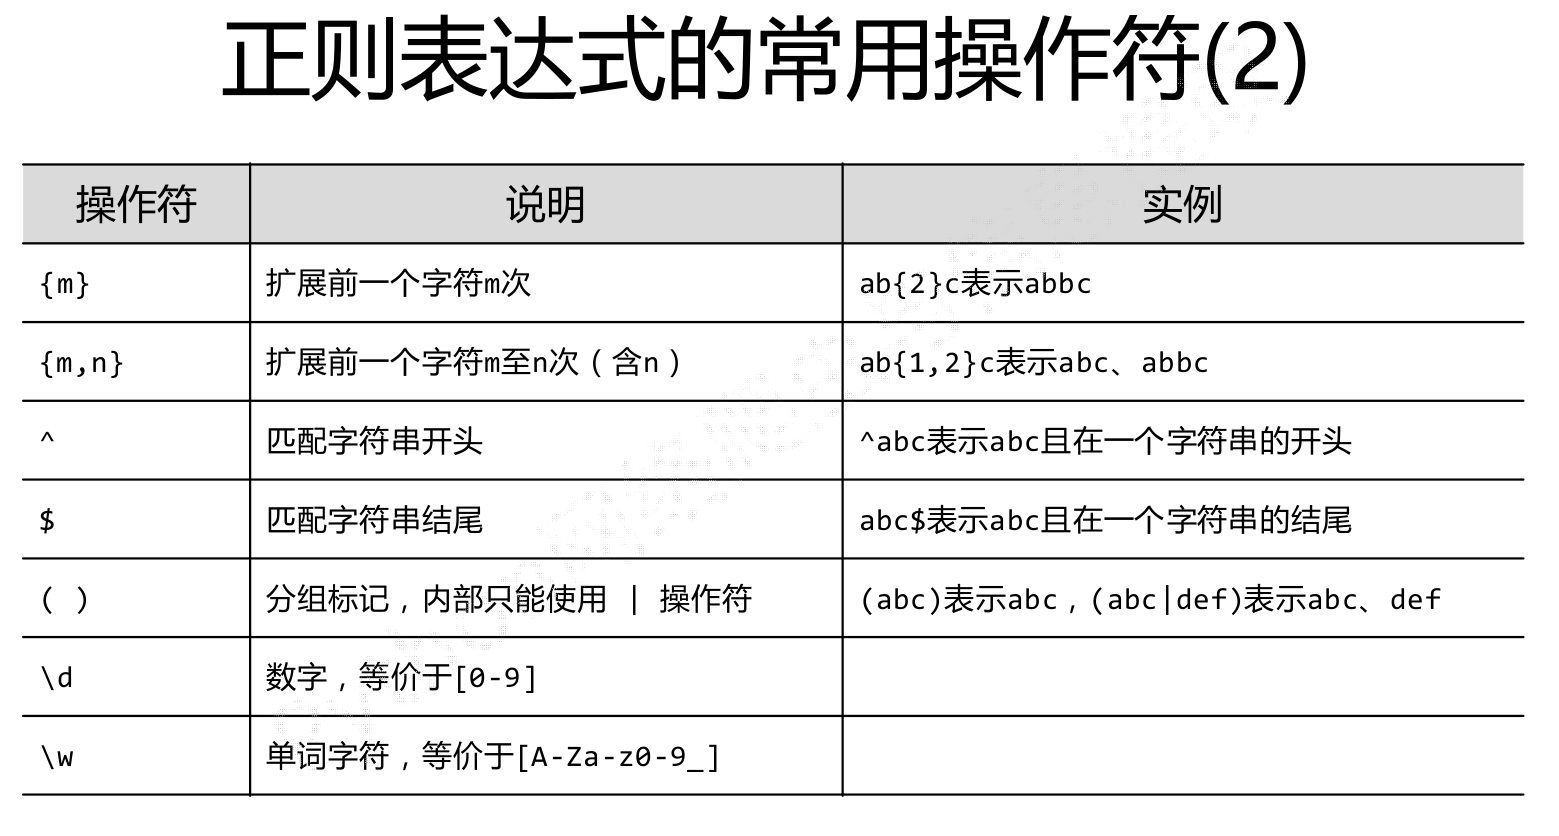 正则表达式的常用操作符(2)
操作符 说明 实例
{m} 扩展前一个字符m次 ab{2}c表示abbc
{m,n} 扩展前一个字符m至n次（含n） ab{1,2}c表示abc、abbc
^ 匹配字符串开头 ^abc表示abc且在一个字符串的开头
$ 匹配字符串结尾 abc$表示abc且在一个字符串的结尾
( ) 分组标记，内部只能使用 | 操作符 (abc)表示abc，(abc|def)表示abc、def
\d 数字，等价于[0-9]
\w 单词字符，等价于[A-Za-z0-9_]